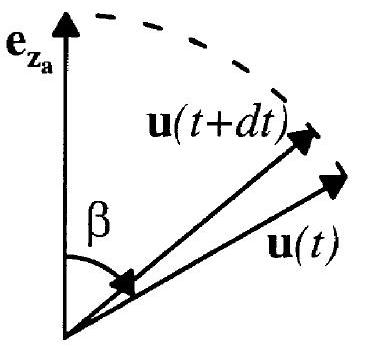 e_{z_a}
u(t+dt)
β
u(t)